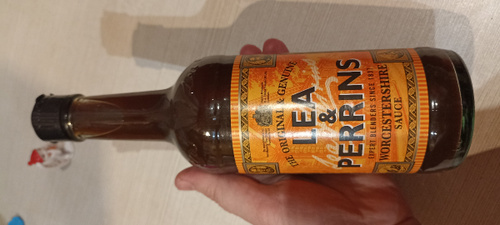 THE ORIGINAL & GENUINE
LEA
&
PERRINS
EXPERT BLENDERS SINCE 1837
WORCESTERSHIRE
SAUCE